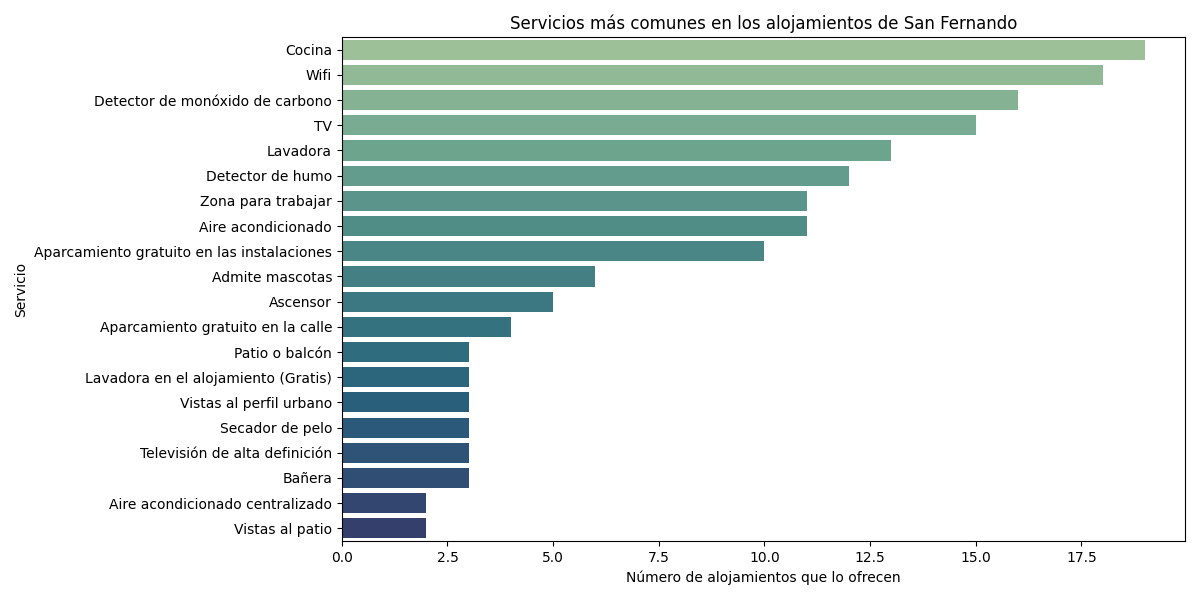 Servicios más comunes en los alojamientos de San Fernando
Servicio
Cocina
Wifi
Detector de monóxido de carbono
TV
Lavadora
Detector de humo
Zona para trabajar
Aire acondicionado
Aparcamiento gratuito en las instalaciones
Admite mascotas
Ascensor
Aparcamiento gratuito en la calle
Patio o balcón
Lavadora en el alojamiento (Gratis)
Vistas al perfil urbano
Secador de pelo
Televisión de alta definición
Bañera
Aire acondicionado centralizado
Vistas al patio
0.0 2.5 5.0 7.5 10.0 12.5 15.0 17.5
Número de alojamientos que lo ofrecen